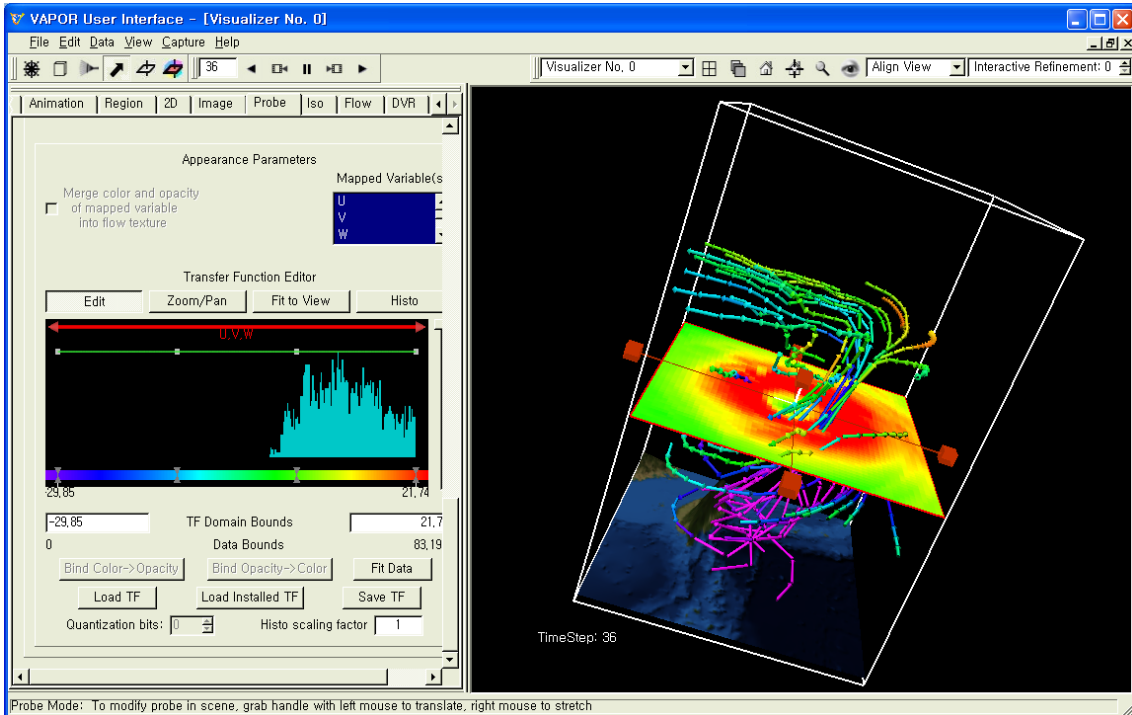 VAPOR User Interface - [Visualizer No. 0]
File Edit Data View Capture Help
36 Visualizer No. 0 Align View Interactive Refinement: 0
Animation Region 2D Image Probe Iso Flow DVR
Appearance Parameters
Mapped Variable(s
Merge color and opacity
of mapped variable
into flow texture
U
V
W
Transfer Function Editor
Edit Zoom/Pan Fit to View Histo
U,V,W
-29,85 21,74
-29,85 TF Domain Bounds 21,7
0 Data Bounds 83,19
Bind Color->Opacity Bind Opacity->Color Fit Data
Load TF Load Installed TF Save TF
Quantization bits: 0 Histo scaling factor 1
TimeStep: 36
Probe Mode: To modify probe in scene, grab handle with left mouse to translate, right mouse to stretch